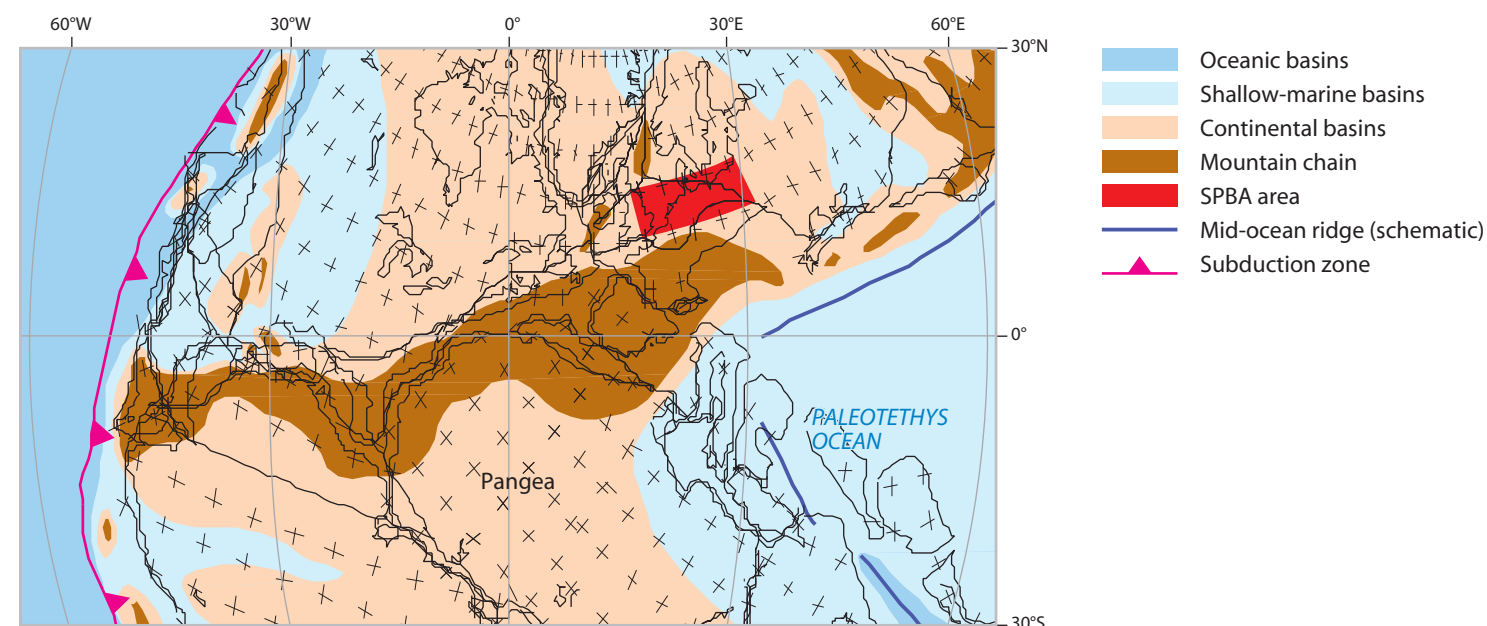 60°W 30°W 0° 30°E 60°E
30°N
0°
30°S
PALEOTETHYS
OCEAN
Pangea
Oceanic basins
Shallow-marine basins
Continental basins
Mountain chain
SPBA area
Mid-ocean ridge (schematic)
Subduction zone